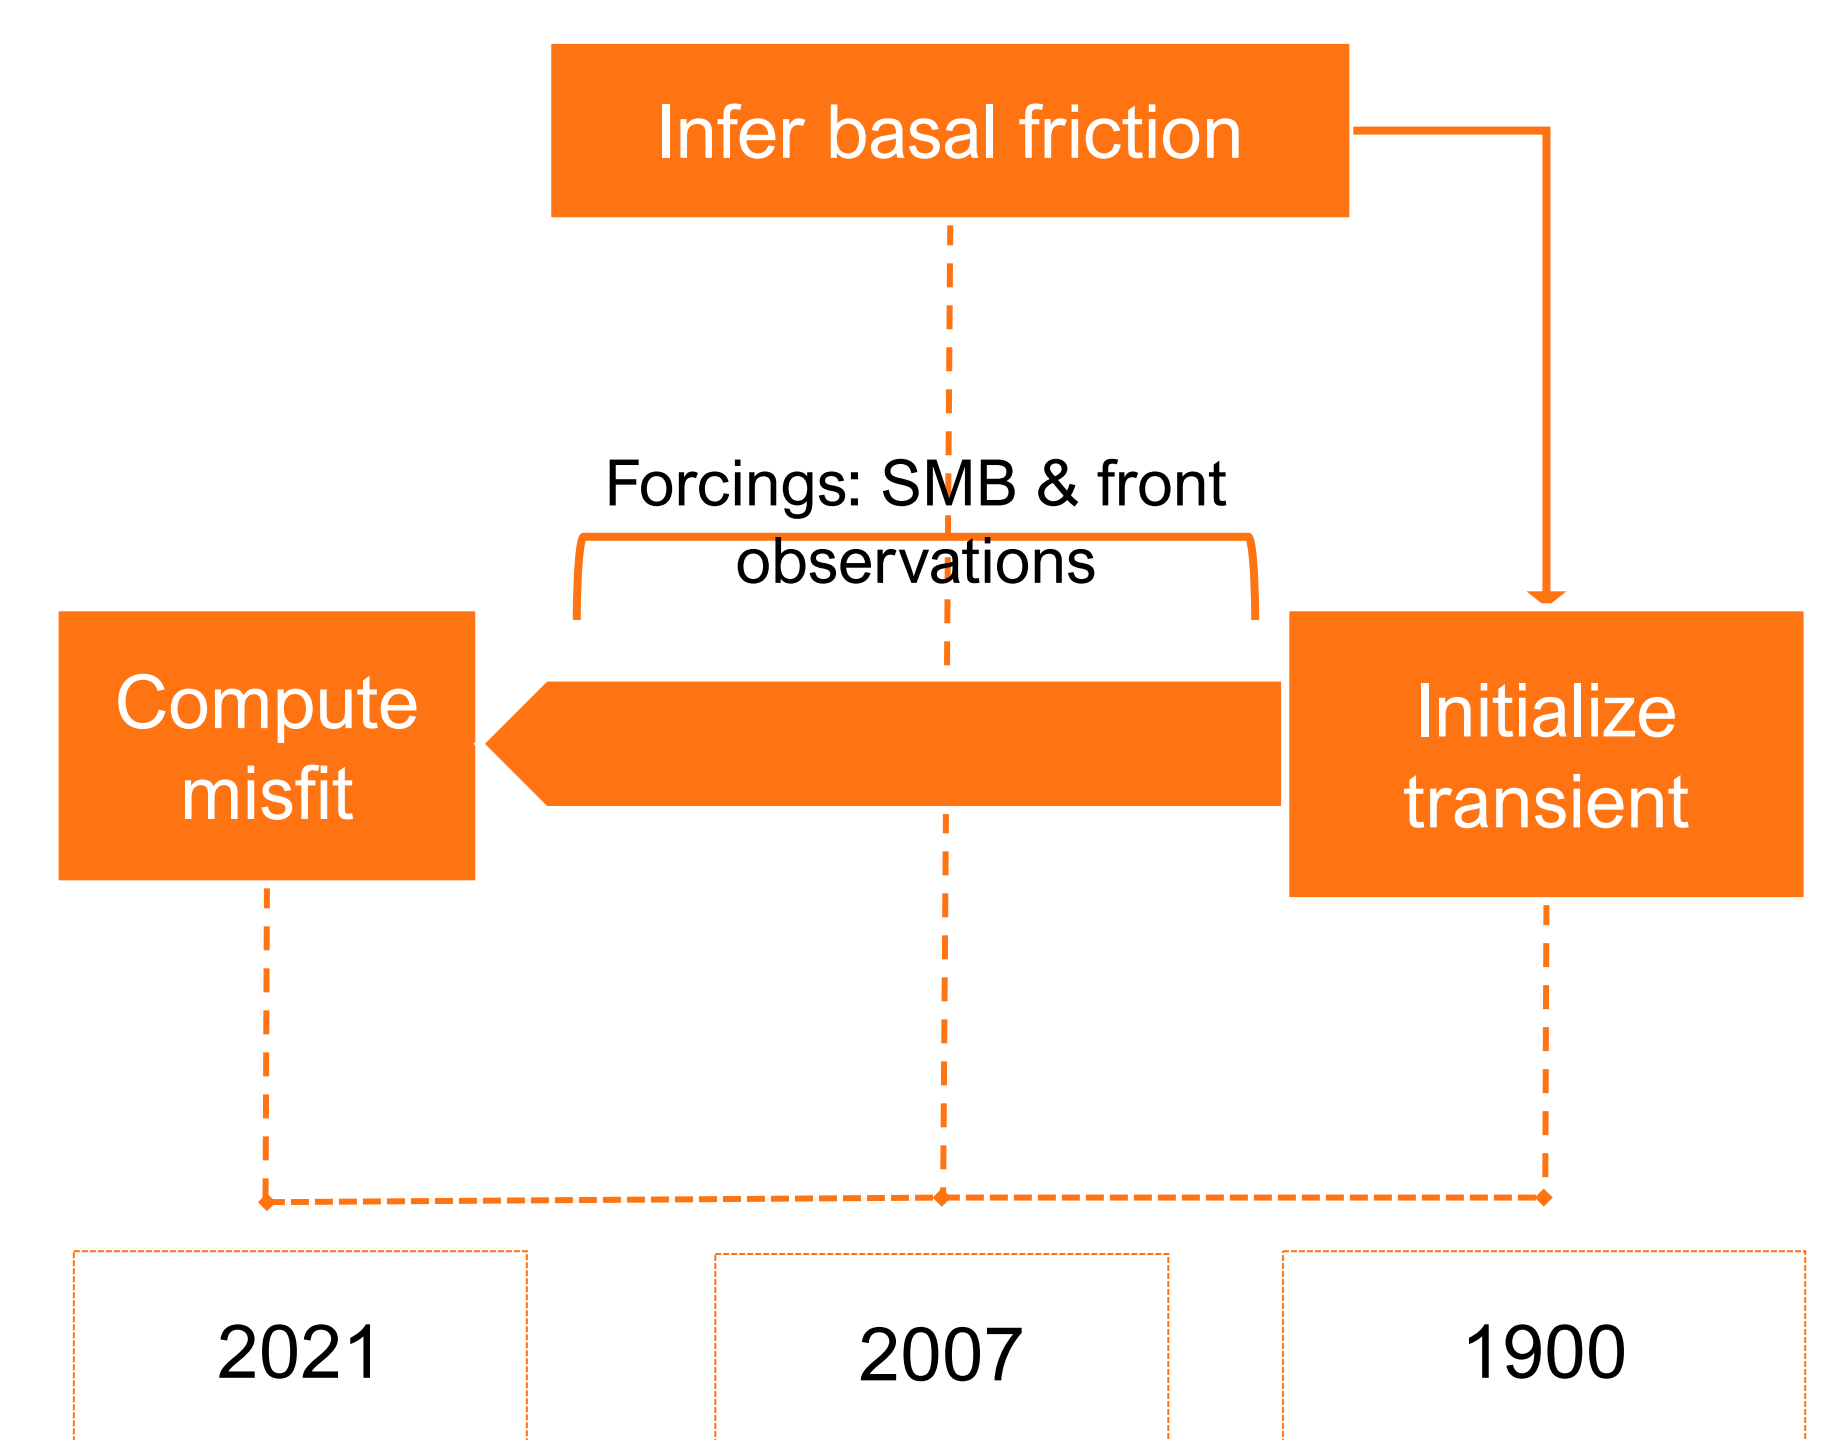 Infer basal friction
Forcings: SMB & front
observations
Compute
misfit
Initialize
transient
2021
2007
1900